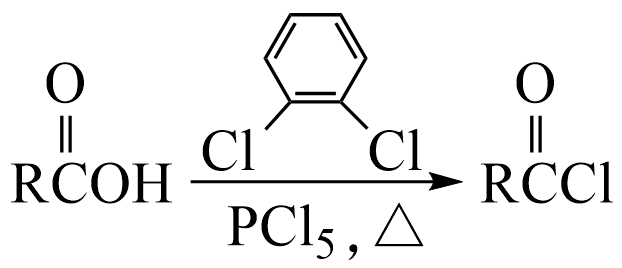 O O
Cl Cl
RCOH RCCl
PCl₅, △